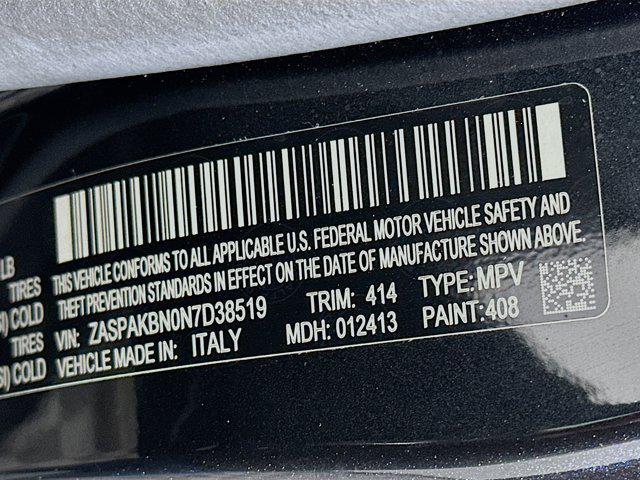 LB
TIRES
SI) COLD
TIRES
SI) COLD
THIS VEHICLE CONFORMS TO ALL APPLICABLE U.S. FEDERAL MOTOR VEHICLE SAFETY AND
THEFT PREVENTION STANDARDS IN EFFECT ON THE DATE OF MANUFACTURE SHOWN ABOVE.
VIN: ZASPAKBN0N7D38519 TRIM: 414 TYPE: MPV
VEHICLE MADE IN: ITALY MDH: 012413 PAINT: 408